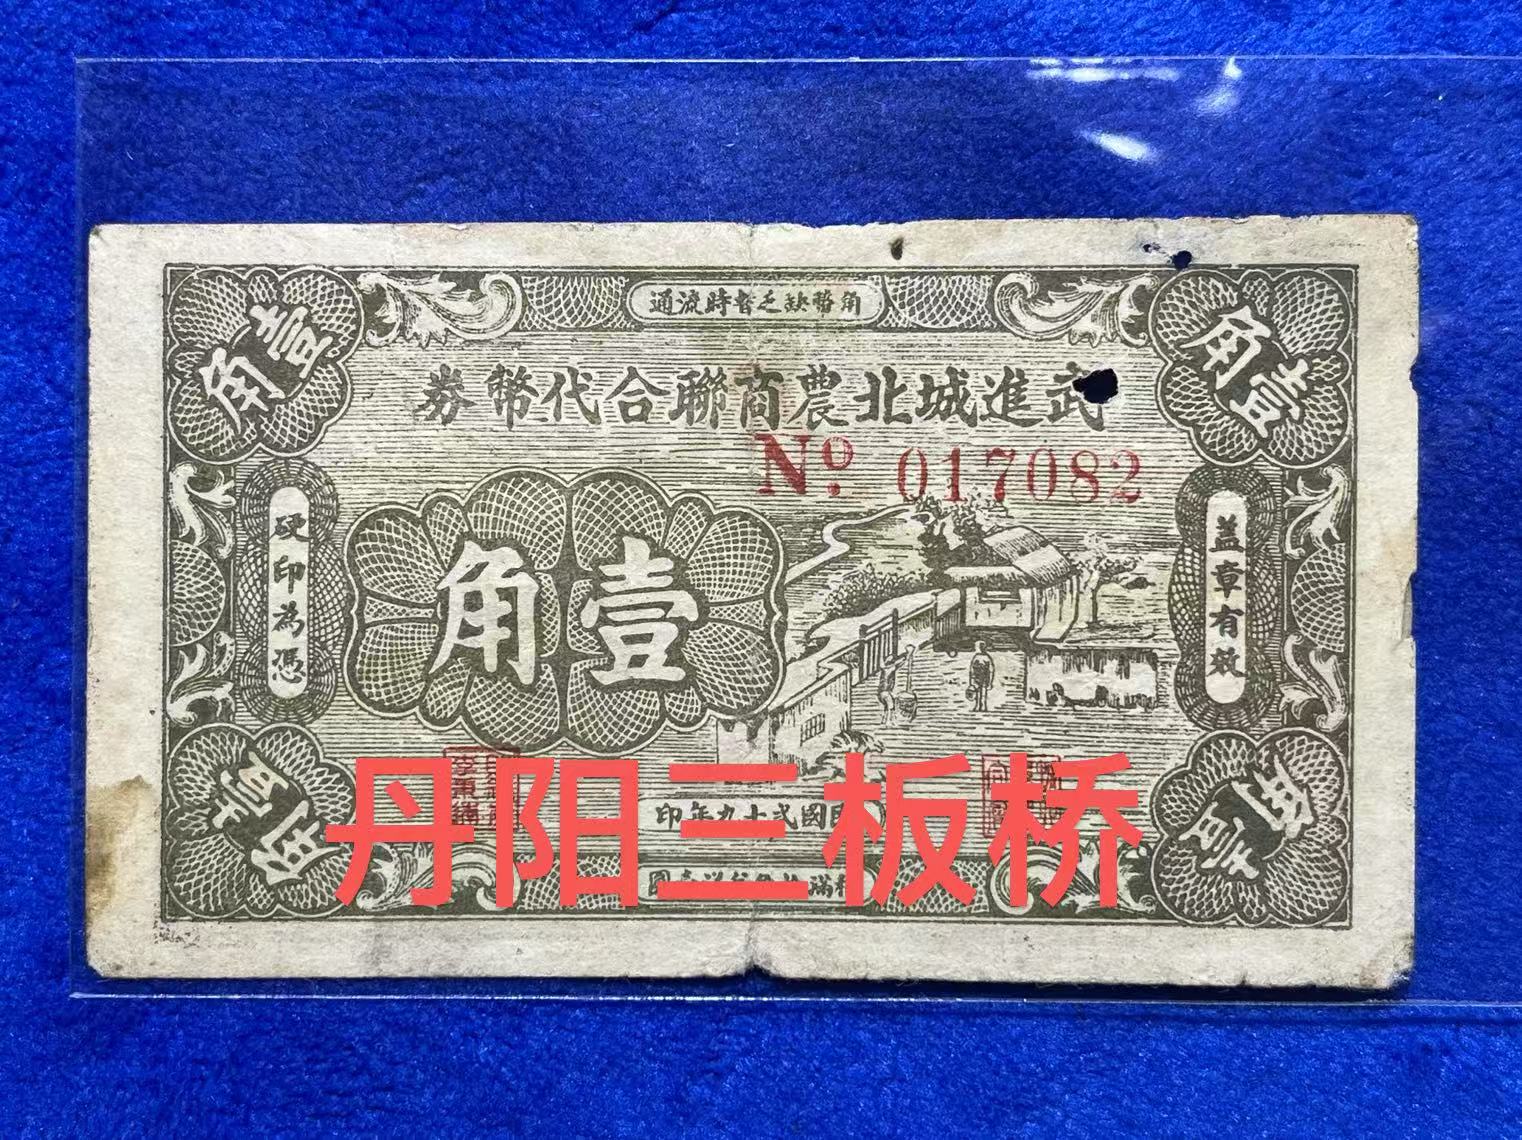 角幣缺乏暫時流通
壹角
角壹
武進城北農商聯合代幣券
№ 017082
硬印為憑
壹角
蓋章有效
國弍十九年印
壹角
角壹
丹阳三板桥